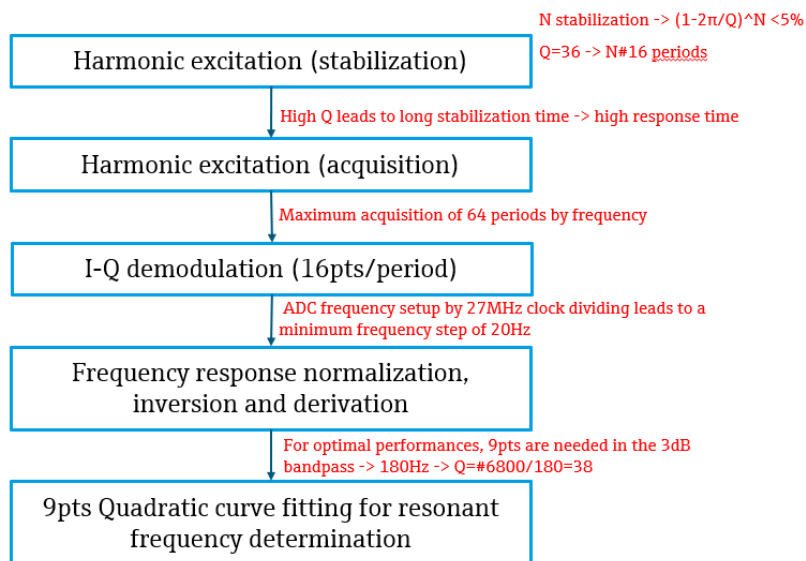 N stabilization -> (1-2π/Q)^N <5%
Harmonic excitation (stabilization)
Q=36 -> N#16 periods
High Q leads to long stabilization time -> high response time
Harmonic excitation (acquisition)
Maximum acquisition of 64 periods by frequency
I-Q demodulation (16pts/period)
ADC frequency setup by 27MHz clock dividing leads to a
minimum frequency step of 20Hz
Frequency response normalization,
inversion and derivation
For optimal performances, 9pts are needed in the 3dB
bandpass -> 180Hz -> Q=#6800/180=38
9pts Quadratic curve fitting for resonant
frequency determination